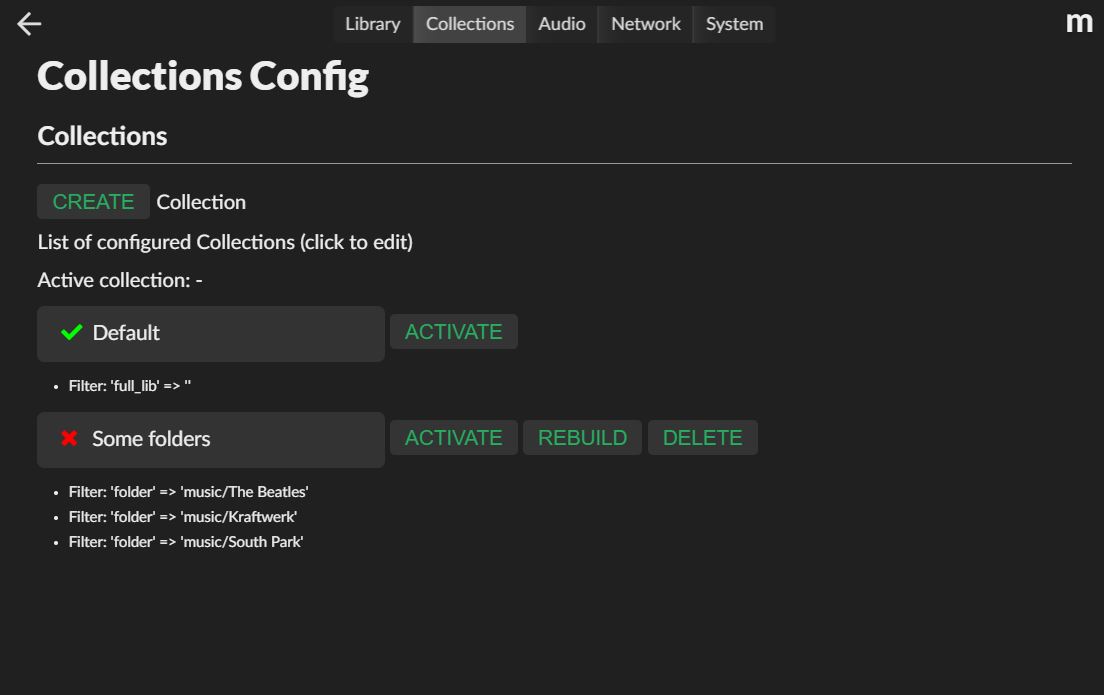 Library Collections Audio Network System m
Collections Config
Collections
CREATE Collection
List of configured Collections (click to edit)
Active collection: -
Default ACTIVATE
• Filter: 'full_lib' => ''
Some folders ACTIVATE REBUILD DELETE
• Filter: 'folder' => 'music/The Beatles'
• Filter: 'folder' => 'music/Kraftwerk'
• Filter: 'folder' => 'music/South Park'